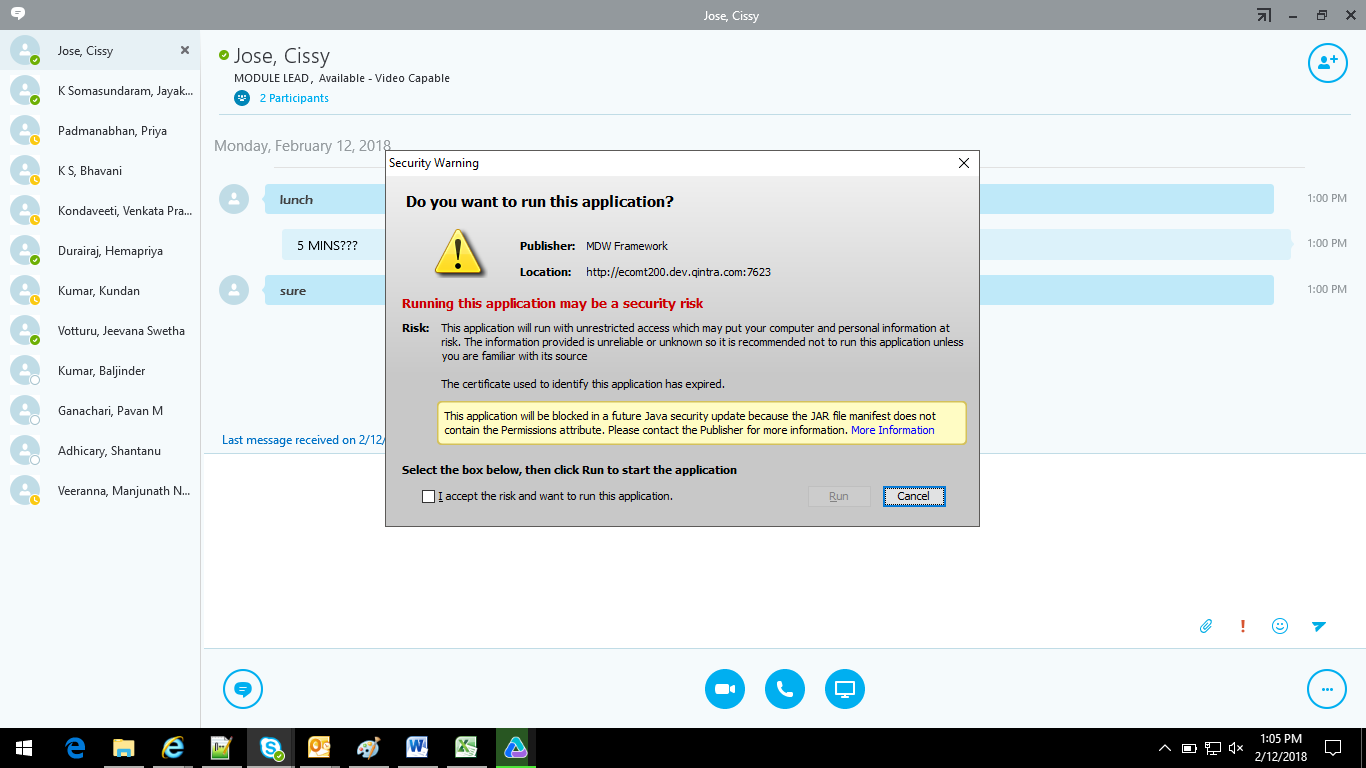 Jose, Cissy
Jose, Cissy
K Somasundaram, Jayak...
Padmanabhan, Priya
K S, Bhavani
Kondaveeti, Venkata Pra...
Durairaj, Hemapriya
Kumar, Kundan
Votturu, Jeevana Swetha
Kumar, Baljinder
Ganachari, Pavan M
Adhicary, Shantanu
Veeranna, Manjunath N...
Jose, Cissy
MODULE LEAD, Available - Video Capable
2 Participants
Monday, February 12, 2018
lunch
1:00 PM
5 MINS???
1:00 PM
sure
1:00 PM
Last message received on 2/12/
Security Warning
Do you want to run this application?
Publisher: MDW Framework
Location: http://ecomt200.dev.qintra.com:7623
Running this application may be a security risk
Risk: This application will run with unrestricted access which may put your computer and personal information at
risk. The information provided is unreliable or unknown so it is recommended not to run this application unless
you are familiar with its source
The certificate used to identify this application has expired.
This application will be blocked in a future Java security update because the JAR file manifest does not
contain the Permissions attribute. Please contact the Publisher for more information. More Information
Select the box below, then click Run to start the application
I accept the risk and want to run this application.
Run
Cancel
1:05 PM
2/12/2018